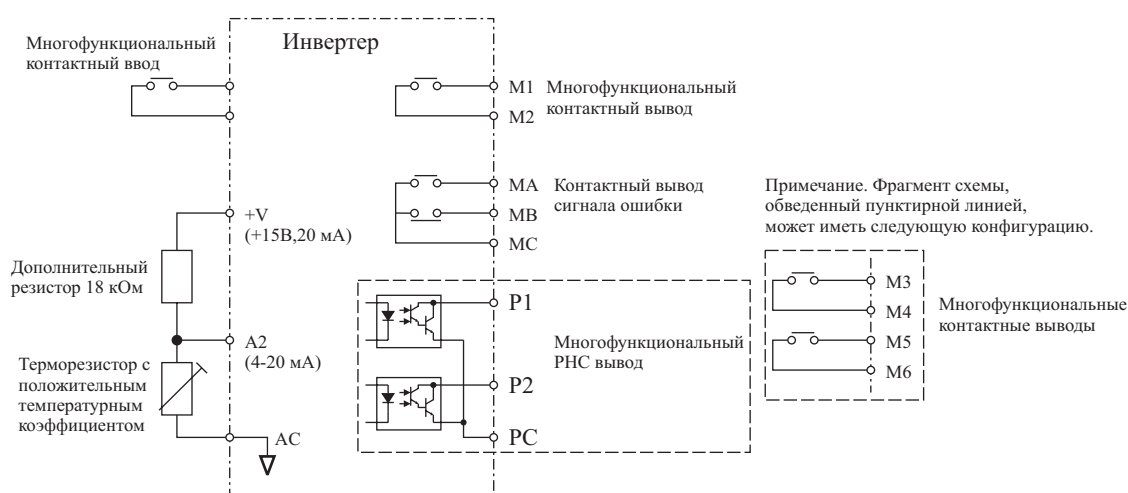 Инвертер
Многофункциональный
контактный ввод
+V
(+15В,20 мА)
Дополнительный
резистор 18 кОм
A2
(4-20 мА)
Терморезистор с
положительным
температурным
коэффициентом
AC
M1
M2
Многофункциональный
контактный вывод
MA
MB
MC
Контактный вывод
сигнала ошибки
P1
P2
PC
Многофункциональный
PHC вывод
Примечание. Фрагмент схемы,
обведенный пунктирной линией,
может иметь следующую конфигурацию.
M3
M4
M5
M6
Многофункциональные
контактные выводы